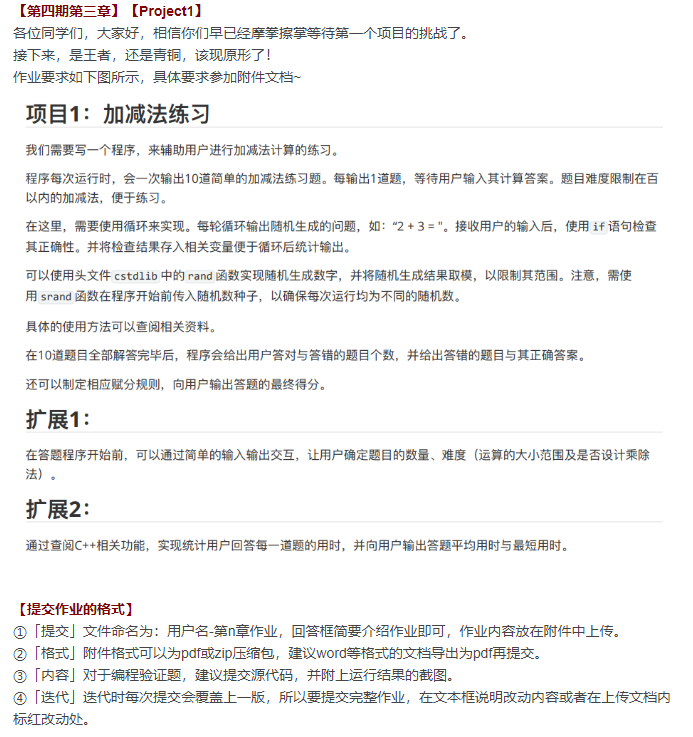 【第四期第三章】【Project1】
各位同学们，大家好，相信你们早已经摩拳擦掌等待第一个项目的挑战了。
接下来，是王者，还是青铜，该现原形了！
作业要求如下图所示，具体要求参加附件文档~
项目1：加减法练习
我们需要写一个程序，来辅助用户进行加减法计算的练习。
程序每次运行时，会一次输出10道简单的加减法练习题。每输出1道题，等待用户输入其计算答案。题目难度限制在百
以内的加减法，便于练习。
在这里，需要使用循环来实现。每轮循环输出随机生成的问题，如：“2 + 3 = "。接收用户的输入后，使用if语句检查
其正确性。并将检查结果存入相关变量便于循环后统计输出。
可以使用头文件cstdlib中的rand函数实现随机生成数字，并将随机生成结果取模，以限制其范围。注意，需使
用srand函数在程序开始前传入随机数种子，以确保每次运行均为不同的随机数。
具体的使用方法可以查阅相关资料。
在10道题目全部解答完毕后，程序会给出用户答对与答错的题目个数，并给出答错的题目与其正确答案。
还可以制定相应赋分规则，向用户输出答题的最终得分。
扩展1：
在答题程序开始前，可以通过简单的输入输出交互，让用户确定题目的数量、难度（运算的大小范围及是否设计乘除
法）。
扩展2：
通过查阅C++相关功能，实现统计用户回答每一道题的用时，并向用户输出答题平均用时与最短用时。
【提交作业的格式】
①「提交」文件命名为：用户名-第n章作业，回答框简要介绍作业即可，作业内容放在附件中上传。
②「格式」附件格式可以为pdf或zip压缩包，建议word等格式的文档导出为pdf再提交。
③「内容」对于编程验证题，建议提交源代码，并附上运行结果的截图。
④「迭代」迭代时每次提交会覆盖上一版，所以要提交完整作业，在文本框说明改动内容或者在上传文档内
标红改动处。